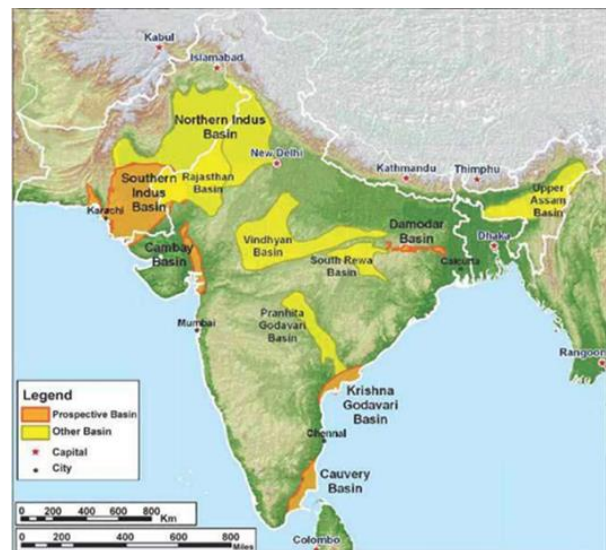 Kabul
Islamabad
Northern Indus
Basin
New Delhi
Southern
Indus
Basin
Rajasthan
Basin
Kathmandu
Thimphu
Upper
Assam
Basin
Karachi
Cambay
Basin
Vindhyan
Basin
South Rewa
Basin
Damodar
Basin
Dhaka
Calcutta
Mumbai
Pranhita
Godavari
Basin
Rangoon
Krishna
Godavari
Basin
Chennai
Cauvery
Basin
Colombo
Legend
Prospective Basin
Other Basin
Capital
City
0 200 400 600 800
Km
0 200 400 600 800
Miles